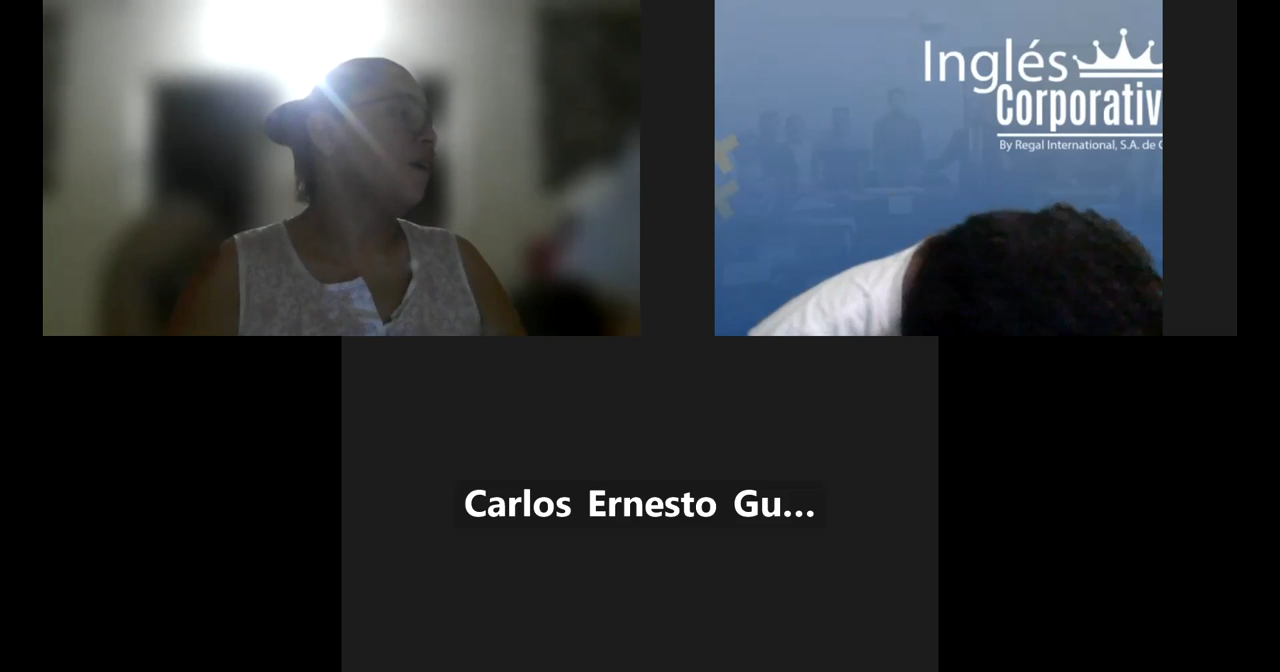 Inglés
Corporativ
By Regal International, S.A. de C
Carlos Ernesto Gu...